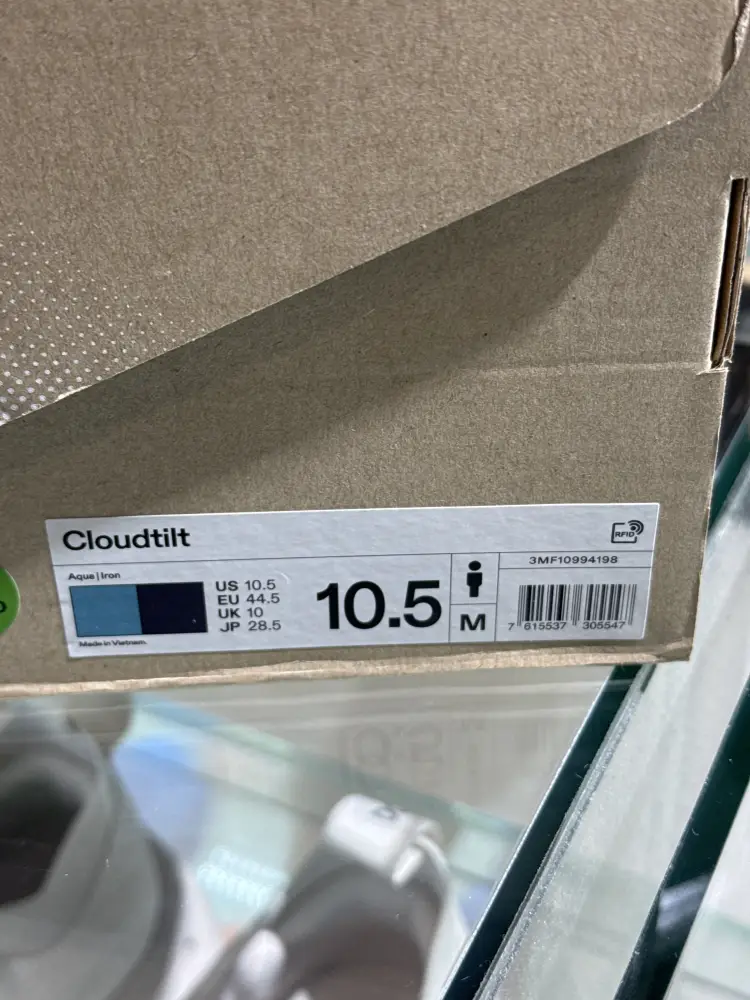 Cloudtilt
RFID
Aqua | Iron
US 10.5
EU 44.5
UK 10
JP 28.5
10.5
M
3MF10994198
7 615537 305547
Made in Vietnam